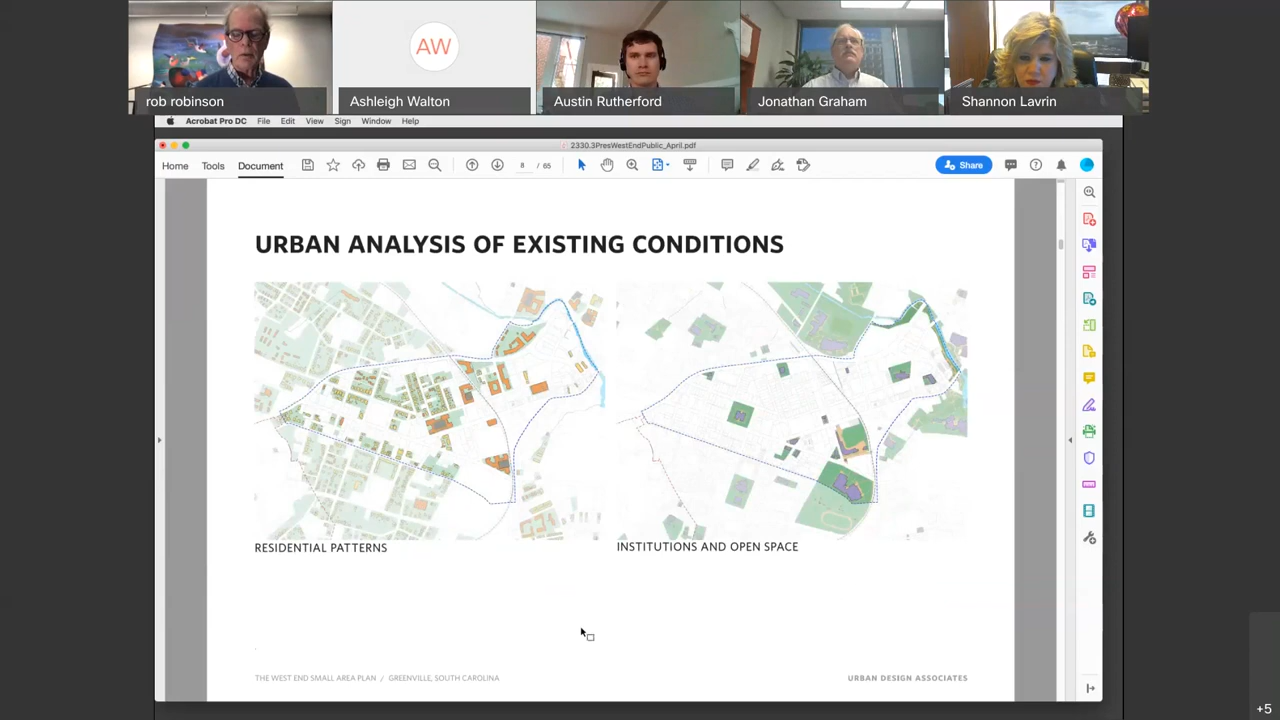 AW
rob robinson
Ashleigh Walton
Austin Rutherford
Jonathan Graham
Shannon Lavrin
Acrobat Pro DC File Edit View Sign Window Help
2330.3PresWestEndPublic_April.pdf
Home Tools Document 8 / 65 Share
URBAN ANALYSIS OF EXISTING CONDITIONS
RESIDENTIAL PATTERNS
INSTITUTIONS AND OPEN SPACE
THE WEST END SMALL AREA PLAN / GREENVILLE, SOUTH CAROLINA
URBAN DESIGN ASSOCIATES
+5